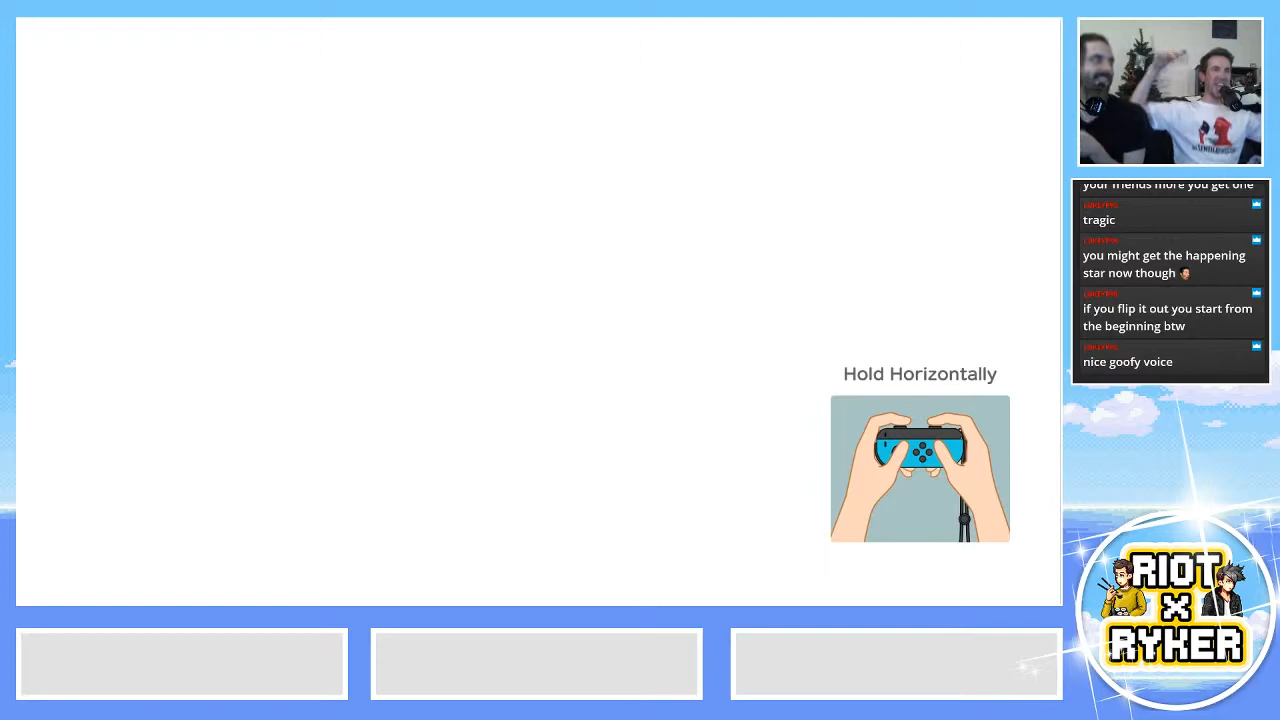 Hold Horizontally
your friends more you get one
tragic
you might get the happening
star now though
if you flip it out you start from
the beginning btw
nice goofy voice
RIOT
X
RYKER